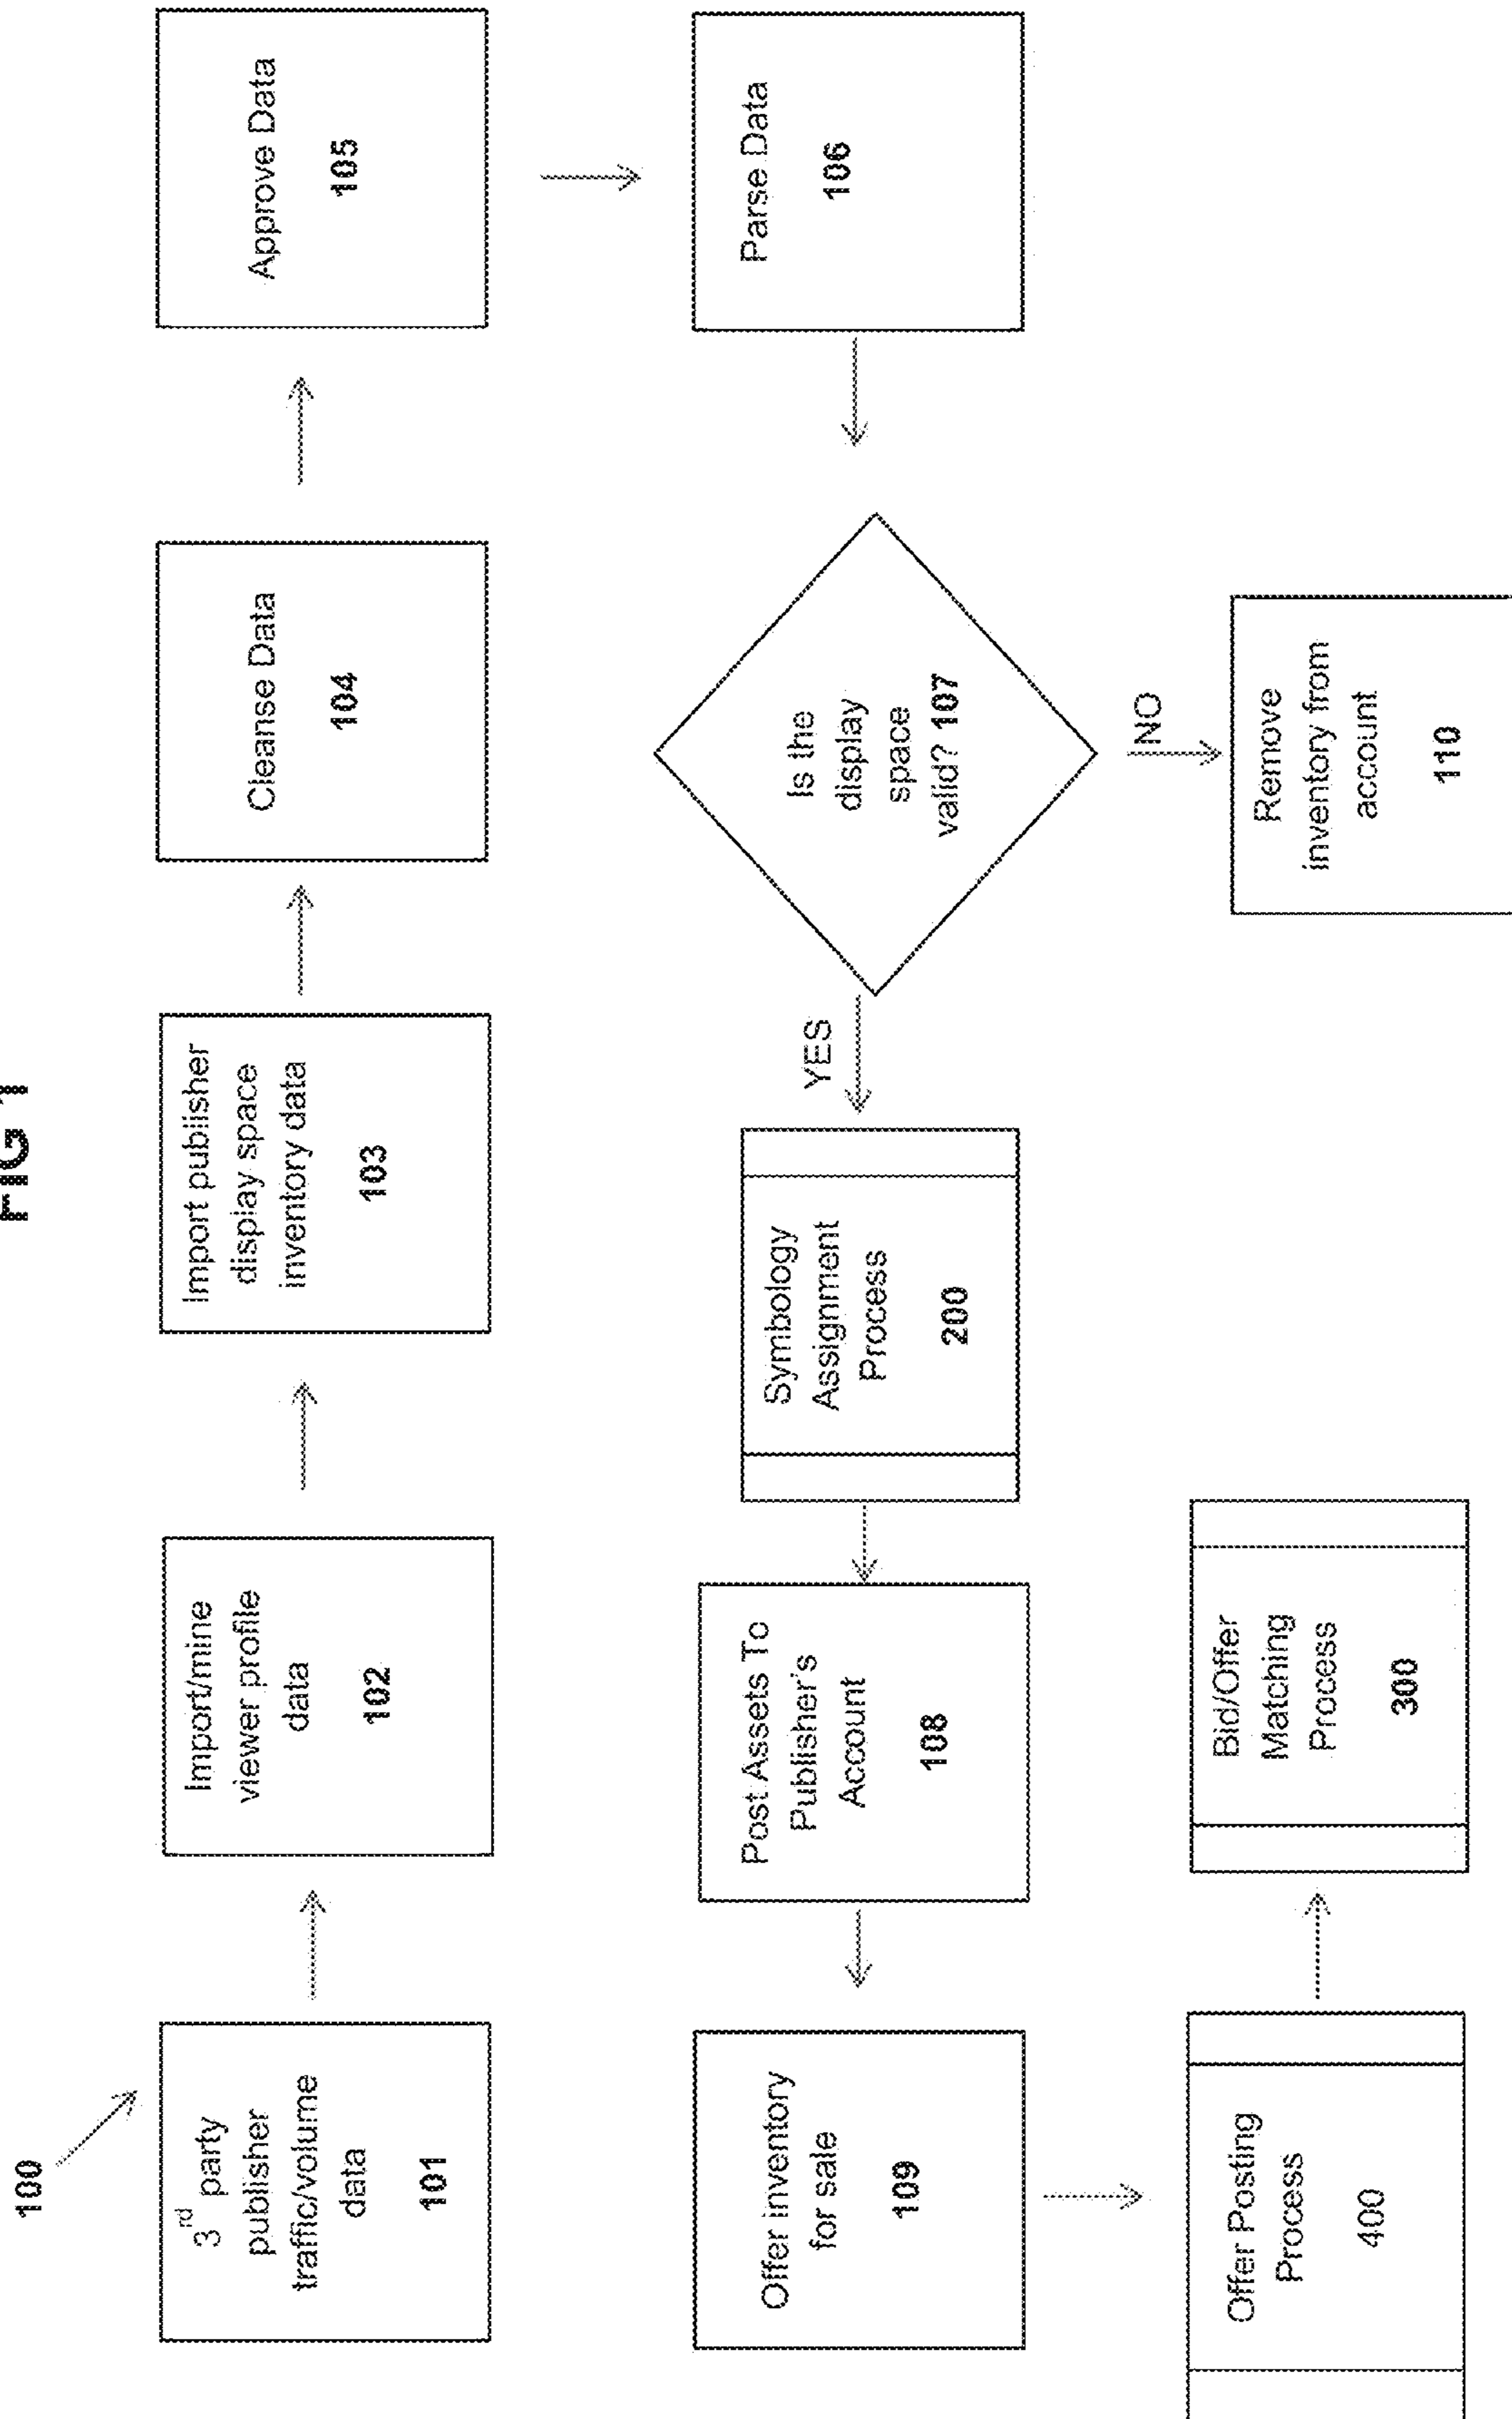 FIG 1
100
3rd party
publisher
traffic/volume
data
101
Import/mine
viewer profile
data
102
Import publisher
display space
inventory data
103
Cleanse Data
104
Approve Data
105
Parse Data
106
Is the
display
space
valid? 107
YES
NO
Remove
inventory from
account
110
Symbology
Assignment
Process
200
Post Assets To
Publisher's
Account
108
Offer inventory
for sale
109
Offer Posting
Process
400
Bid/Offer
Matching
Process
300